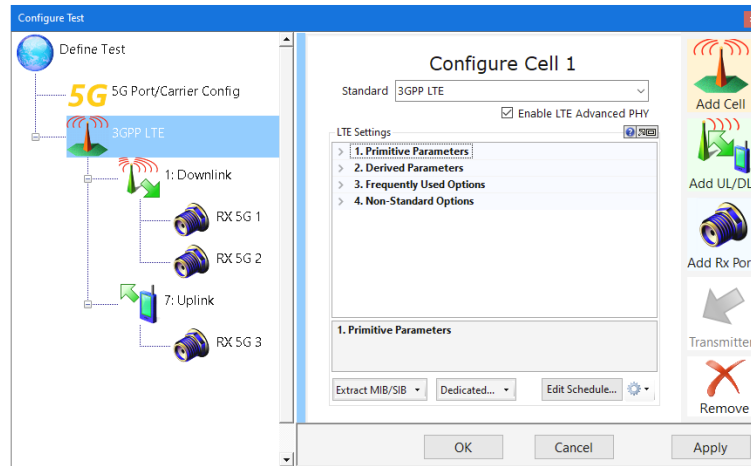 Configure Test
Define Test
5G 5G Port/Carrier Config
3GPP LTE
1: Downlink
RX 5G 1
RX 5G 2
7: Uplink
RX 5G 3
Configure Cell 1
Standard 3GPP LTE
Enable LTE Advanced PHY
LTE Settings
1. Primitive Parameters
2. Derived Parameters
3. Frequently Used Options
4. Non-Standard Options
1. Primitive Parameters
Extract MIB/SIB Dedicated... Edit Schedule...
OK Cancel Apply
Add Cell
Add UL/DL
Add Rx Por
Transmitter
Remove